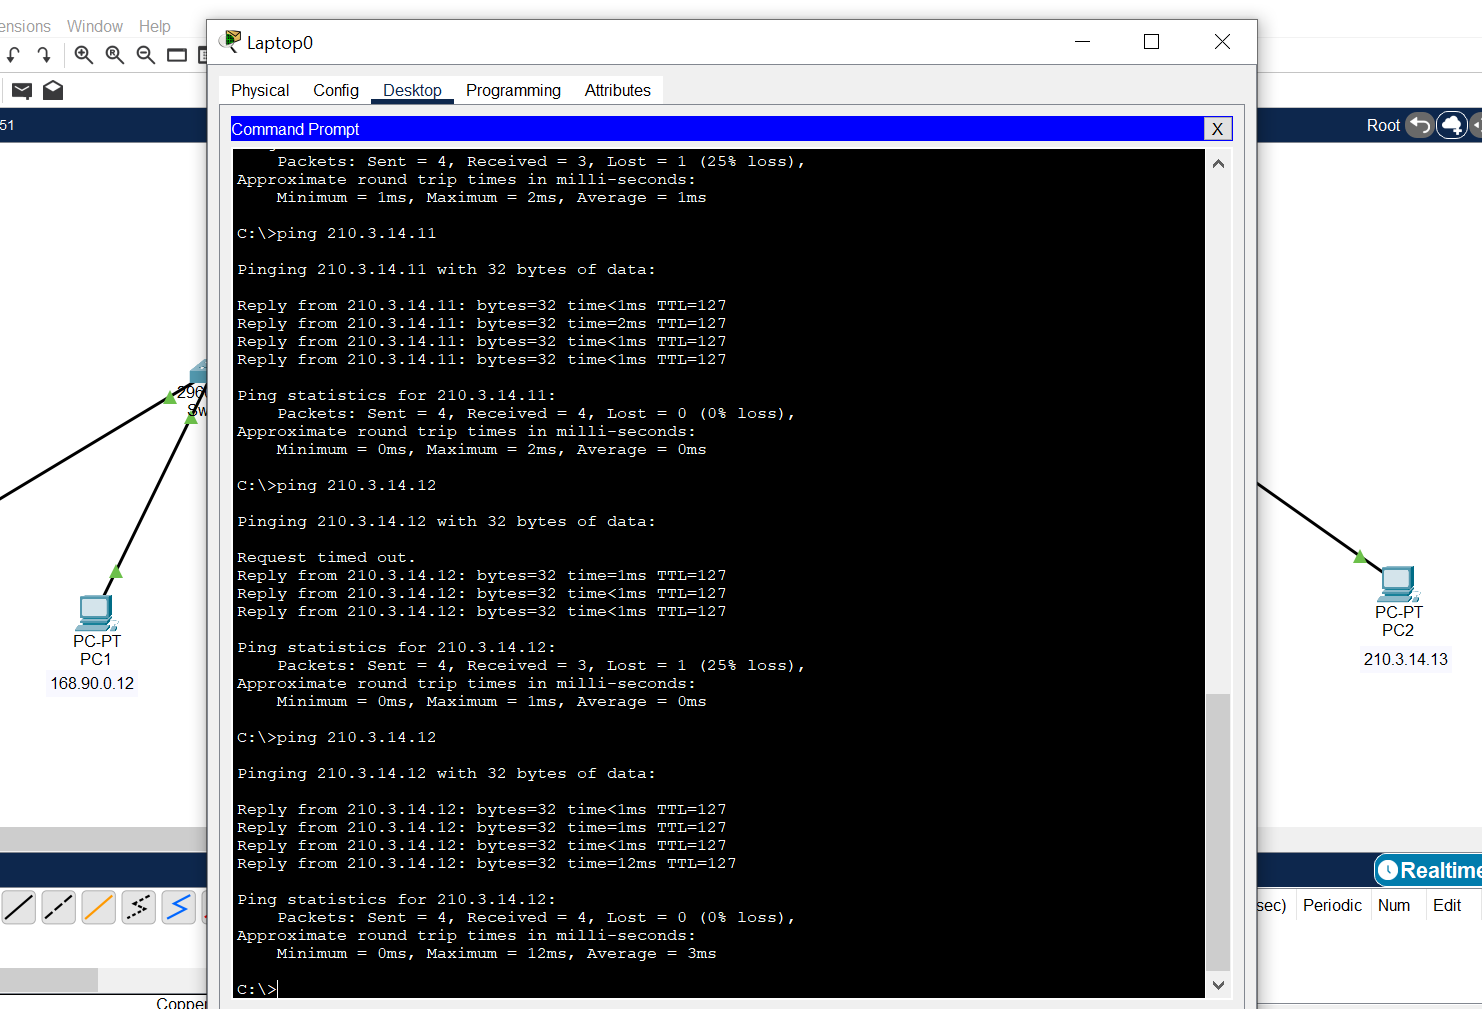 ensions Window Help
Laptop0
Physical Config Desktop Programming Attributes
51
Root
Command Prompt X
Packets: Sent = 4, Received = 3, Lost = 1 (25% loss),
Approximate round trip times in milli-seconds:
Minimum = 1ms, Maximum = 2ms, Average = 1ms
C:\>ping 210.3.14.11
Pinging 210.3.14.11 with 32 bytes of data:
Reply from 210.3.14.11: bytes=32 time<1ms TTL=127
Reply from 210.3.14.11: bytes=32 time=2ms TTL=127
Reply from 210.3.14.11: bytes=32 time<1ms TTL=127
Reply from 210.3.14.11: bytes=32 time<1ms TTL=127
Ping statistics for 210.3.14.11:
Packets: Sent = 4, Received = 4, Lost = 0 (0% loss),
Approximate round trip times in milli-seconds:
Minimum = 0ms, Maximum = 2ms, Average = 0ms
C:\>ping 210.3.14.12
Pinging 210.3.14.12 with 32 bytes of data:
Request timed out.
Reply from 210.3.14.12: bytes=32 time=1ms TTL=127
Reply from 210.3.14.12: bytes=32 time<1ms TTL=127
Reply from 210.3.14.12: bytes=32 time<1ms TTL=127
Ping statistics for 210.3.14.12:
Packets: Sent = 4, Received = 3, Lost = 1 (25% loss),
Approximate round trip times in milli-seconds:
Minimum = 0ms, Maximum = 1ms, Average = 0ms
C:\>ping 210.3.14.12
Pinging 210.3.14.12 with 32 bytes of data:
Reply from 210.3.14.12: bytes=32 time<1ms TTL=127
Reply from 210.3.14.12: bytes=32 time=1ms TTL=127
Reply from 210.3.14.12: bytes=32 time<1ms TTL=127
Reply from 210.3.14.12: bytes=32 time=12ms TTL=127
Ping statistics for 210.3.14.12:
Packets: Sent = 4, Received = 4, Lost = 0 (0% loss),
Approximate round trip times in milli-seconds:
Minimum = 0ms, Maximum = 12ms, Average = 3ms
C:\>
296
Sw
PC-PT
PC1
168.90.0.12
PC-PT
PC2
210.3.14.13
Realtime
sec) Periodic Num Edit
Copper